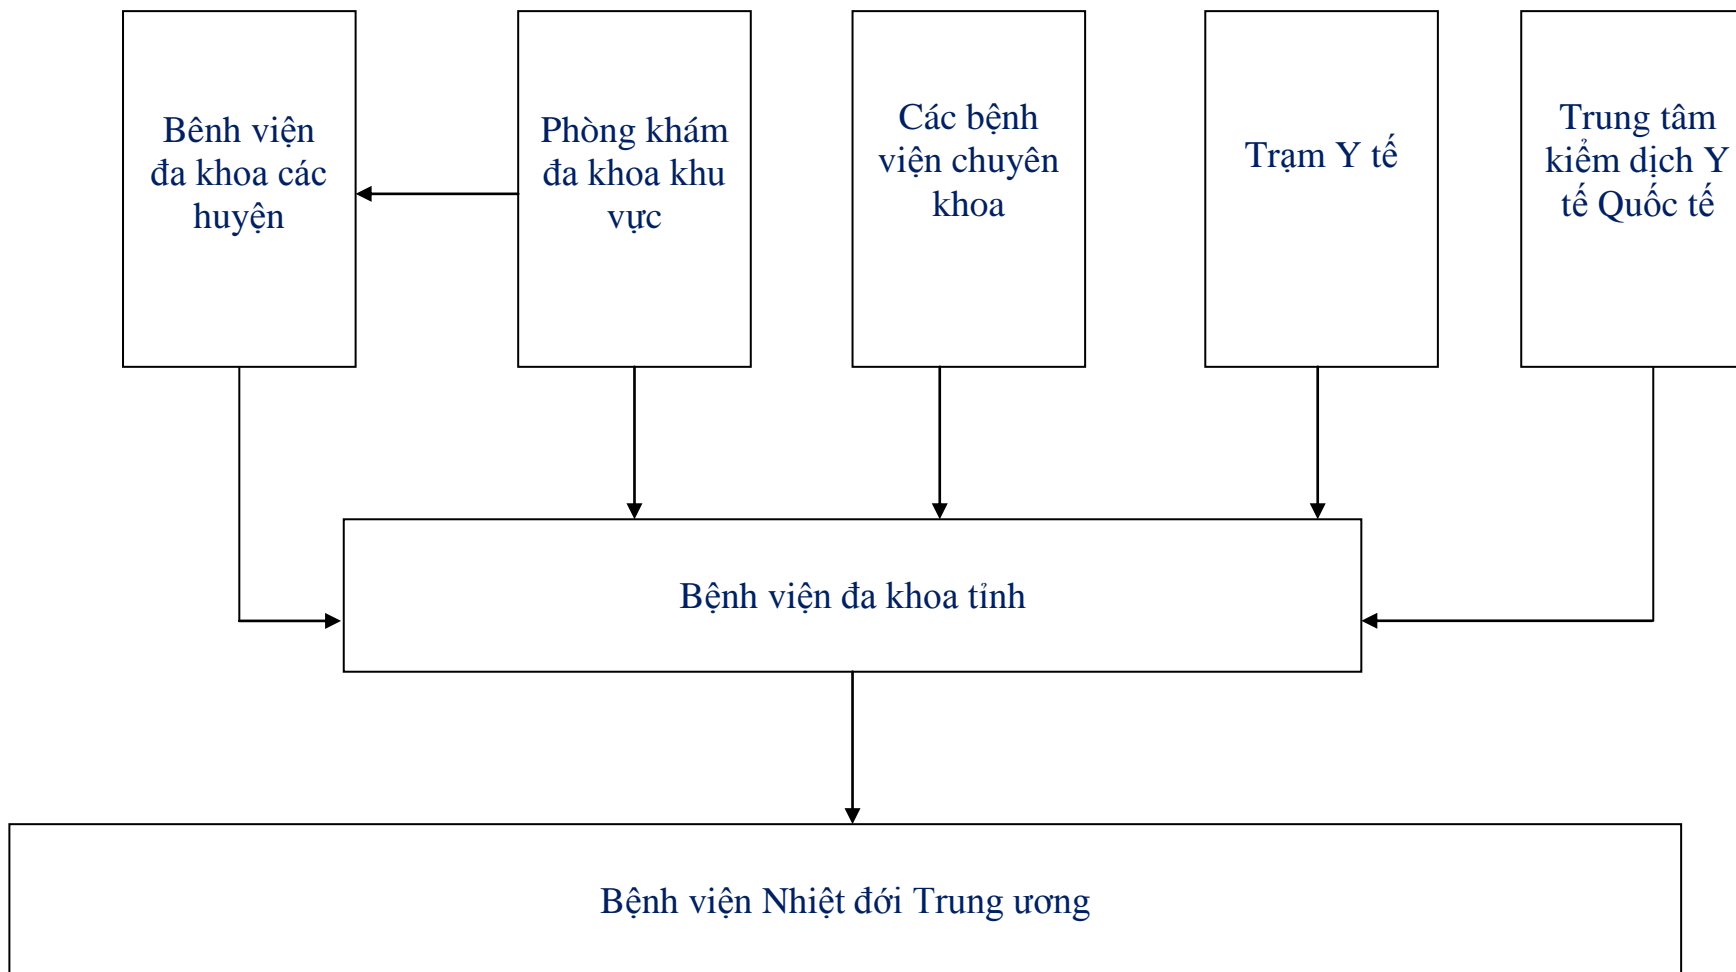 Bênh viện
đa khoa các
huyện
Phòng khám
đa khoa khu
vực
Các bệnh
viện chuyên
khoa
Trạm Y tế
Trung tâm
kiểm dịch Y
tế Quốc tế
Bệnh viện đa khoa tỉnh
Bệnh viện Nhiệt đới Trung ương